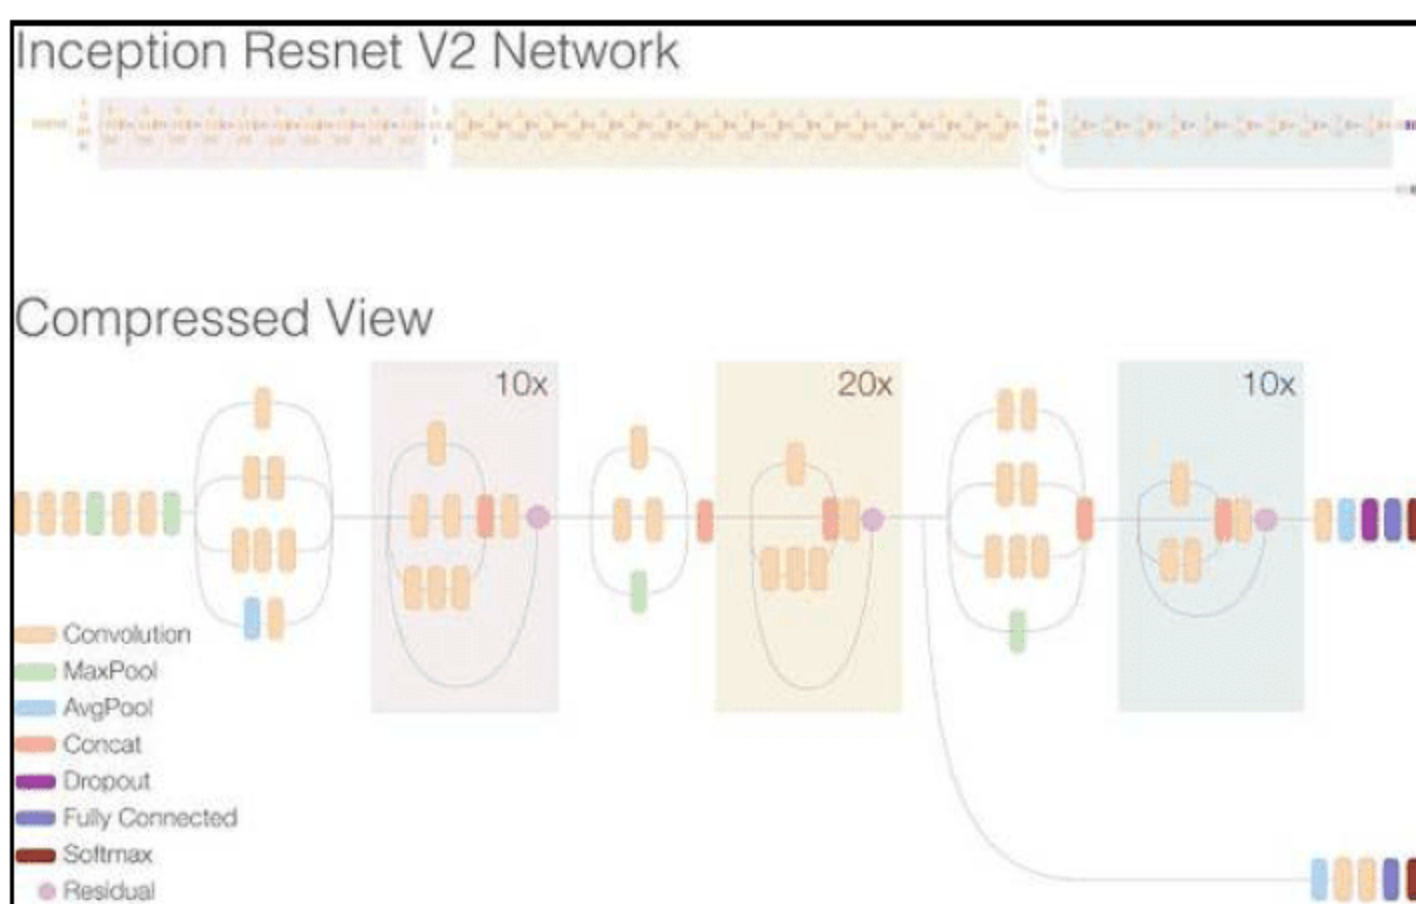 Inception Resnet V2 Network
Compressed View
10x
20x
10x
Convolution
MaxPool
AvgPool
Concat
Dropout
Fully Connected
Softmax
Residual